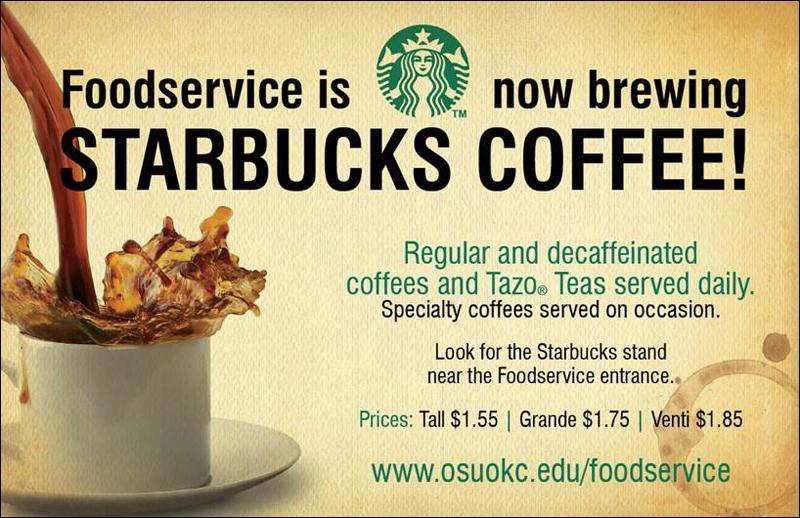 Foodservice is now brewing
STARBUCKS COFFEE!
TM
Regular and decaffeinated
coffees and Tazo® Teas served daily.
Specialty coffees served on occasion.
Look for the Starbucks stand
near the Foodservice entrance.
Prices: Tall $1.55 | Grande $1.75 | Venti $1.85
www.osuokc.edu/foodservice